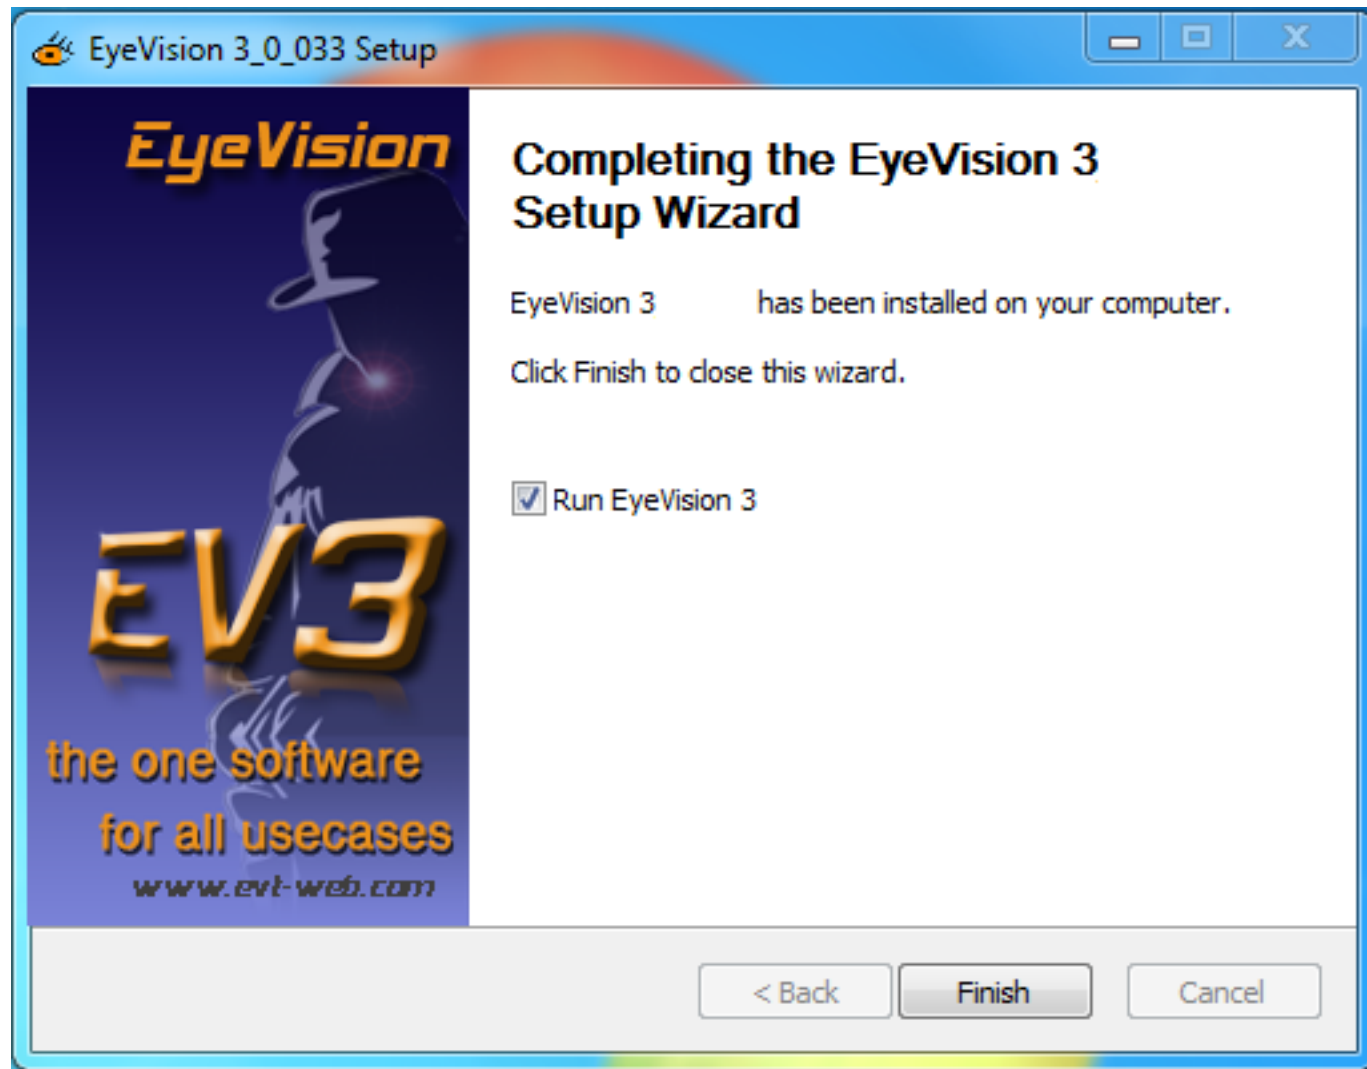 EyeVision 3_0_033 Setup
EyeVision
EV3
the one software
for all usecases
www.evt-web.com
Completing the EyeVision 3
Setup Wizard
EyeVision 3 has been installed on your computer.
Click Finish to close this wizard.
Run EyeVision 3
< Back Finish Cancel